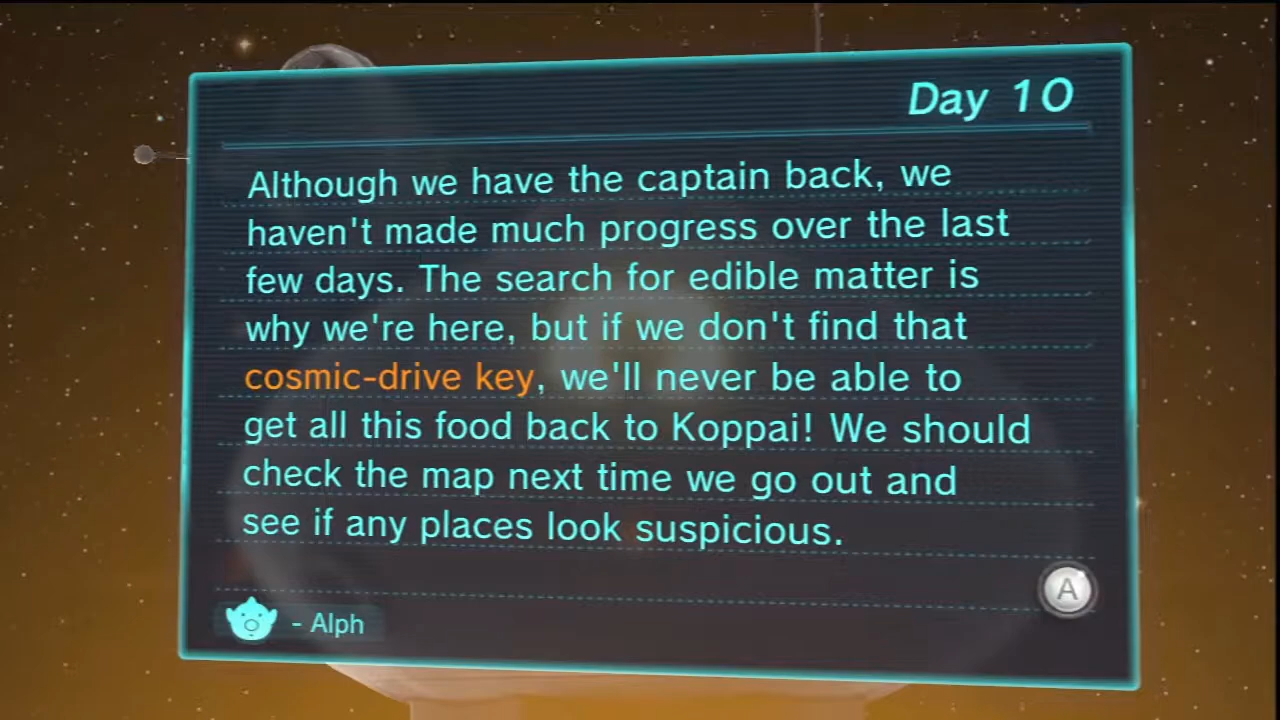 Day 10
Although we have the captain back, we
haven't made much progress over the last
few days. The search for edible matter is
why we're here, but if we don't find that
cosmic-drive key, we'll never be able to
get all this food back to Koppai! We should
check the map next time we go out and
see if any places look suspicious.
A
- Alph